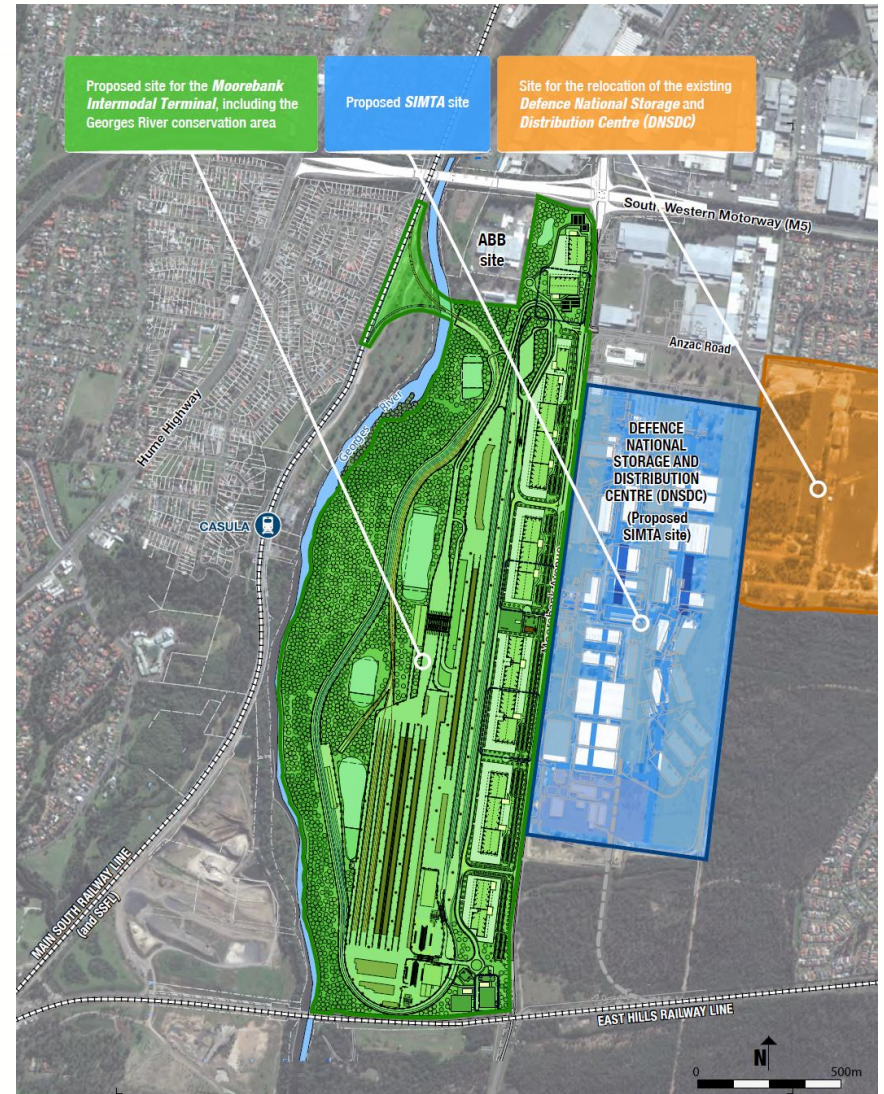 Proposed site for the Moorebank
Intermodal Terminal, including the
Georges River conservation area
Proposed SIMTA site
Site for the relocation of the existing
Defence National Storage and
Distribution Centre (DNSDC)
South Western Motorway (M5)
ABB
site
Anzac Road
Hume Highway
Georges River
DEFENCE
NATIONAL
STORAGE AND
DISTRIBUTION
CENTRE (DNSDC)
(Proposed
SIMTA site)
CASULA
Moorebank Avenue
MAIN SOUTH RAILWAY LINE
(and SSFL)
EAST HILLS RAILWAY LINE
N
0
500m